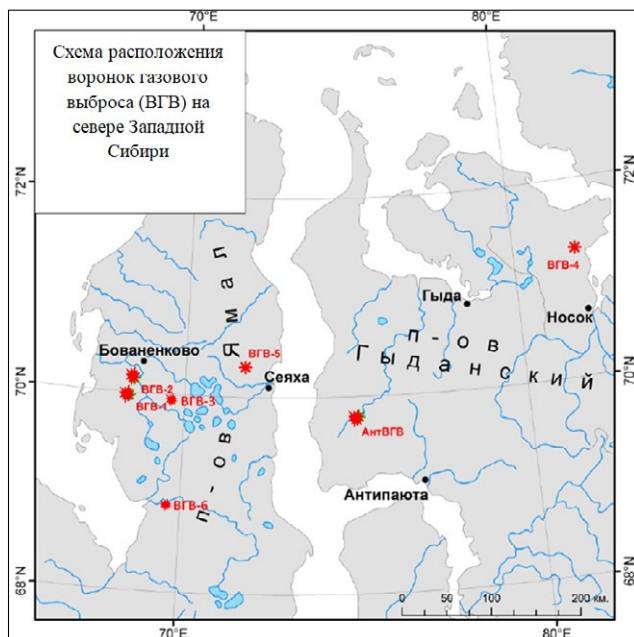 70°E
80°E
Схема расположения
воронок газового
выброса (ВГВ) на
севере Западной
Сибири
72°N
72°N
ВГВ-4
Гыда
Носок
п-ов
Гыданский
п-ов Ямал
Бованенково
ВГВ-5
Сеяха
70°N
70°N
ВГВ-2
ВГВ-1
ВГВ-3
АнтВГВ
Антипаюта
ВГВ-6
68°N
68°N
0 50 100 200 км.
70°E
80°E